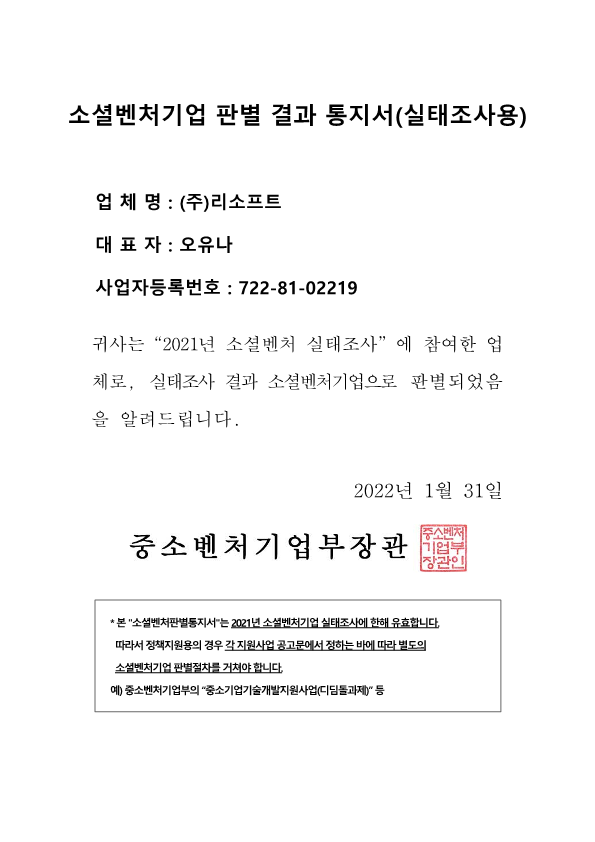 소셜벤처기업 판별 결과 통지서(실태조사용)
업 체 명 : (주)리소프트
대 표 자 : 오유나
사업자등록번호 : 722-81-02219
귀사는 “2021년 소셜벤처 실태조사” 에 참여한 업
체로, 실태조사 결과 소셜벤처기업으로 판별되었음
을 알려드립니다.
2022년 1월 31일
중소벤처기업부장관
중소벤처
기업부
장관인
* 본 "소셜벤처판별통지서"는 2021년 소셜벤처기업 실태조사에 한해 유효합니다.
따라서 정책지원용의 경우 각 지원사업 공고문에서 정하는 바에 따라 별도의
소셜벤처기업 판별절차를 거쳐야 합니다.
예) 중소벤처기업부의 “중소기업기술개발지원사업(디딤돌과제)” 등